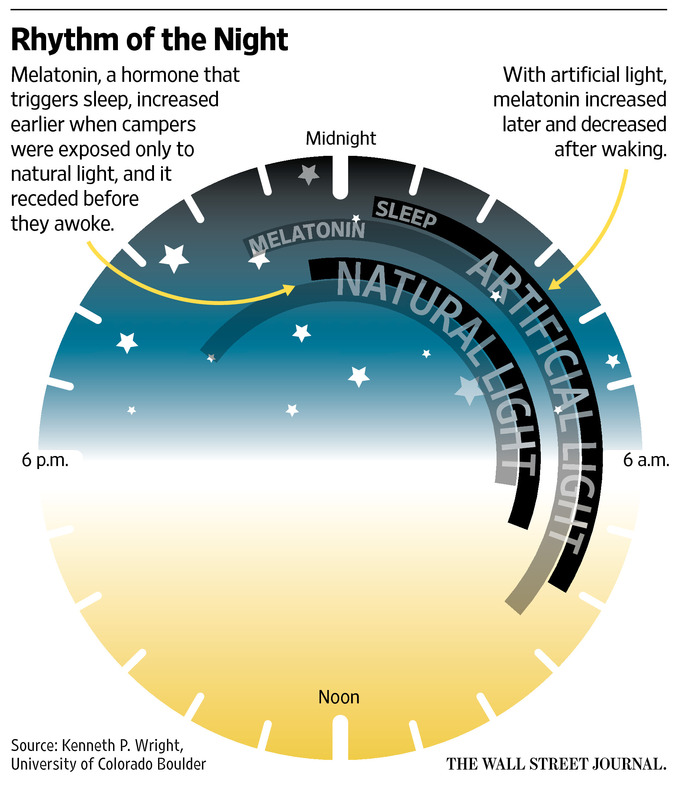 Rhythm of the Night
Melatonin, a hormone that
triggers sleep, increased
earlier when campers
were exposed only to
natural light, and it
receded before
they awoke.
With artificial light,
melatonin increased
later and decreased
after waking.
Midnight
SLEEP
MELATONIN
ARTIFICIAL LIGHT
NATURAL LIGHT
6 p.m.
6 a.m.
Noon
Source: Kenneth P. Wright,
University of Colorado Boulder
THE WALL STREET JOURNAL.